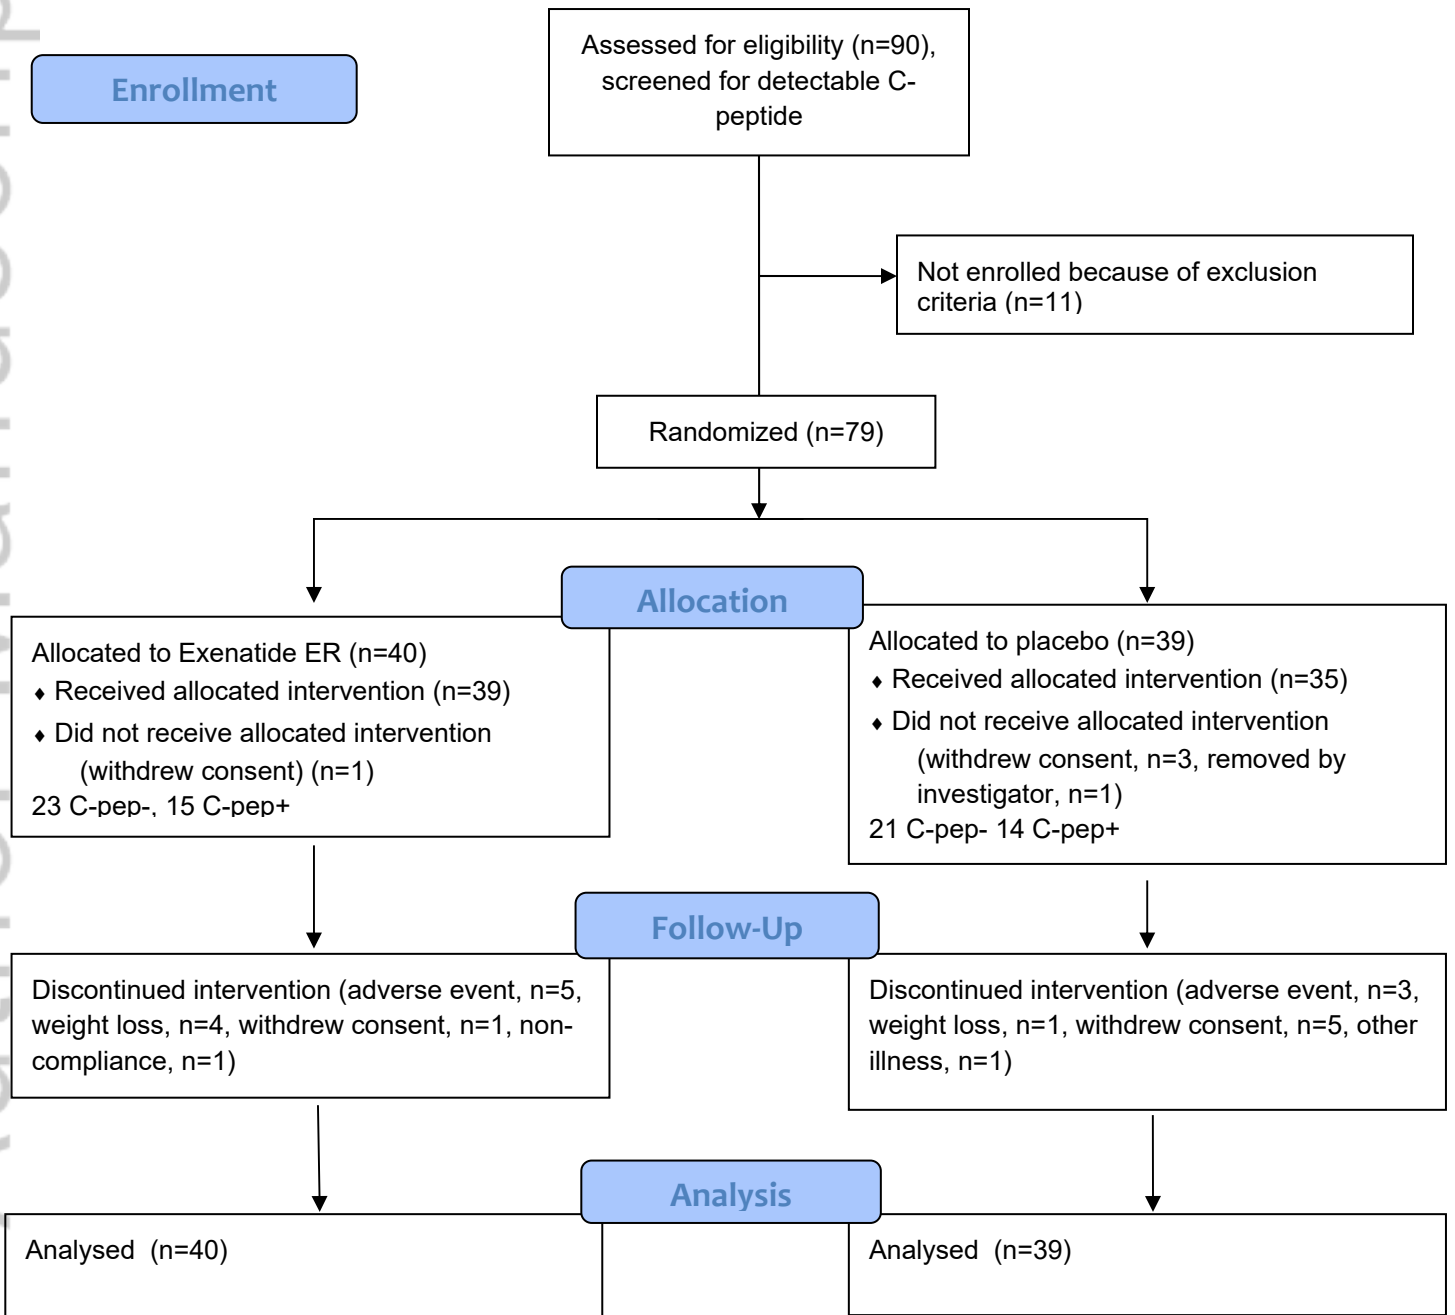 Assessed for eligibility (n=90),
screened for detectable C-
peptide
Enrollment
Not enrolled because of exclusion
criteria (n=11)
Randomized (n=79)
Allocation
Allocated to Exenatide ER (n=40)
♦ Received allocated intervention (n=39)
♦ Did not receive allocated intervention
(withdrew consent) (n=1)
23 C-pep-, 15 C-pep+
Allocated to placebo (n=39)
♦ Received allocated intervention (n=35)
♦ Did not receive allocated intervention
(withdrew consent, n=3, removed by
investigator, n=1)
21 C-pep- 14 C-pep+
Follow-Up
Discontinued intervention (adverse event, n=5,
weight loss, n=4, withdrew consent, n=1, non-
compliance, n=1)
Discontinued intervention (adverse event, n=3,
weight loss, n=1, withdrew consent, n=5, other
illness, n=1)
Analysis
Analysed (n=40)
Analysed (n=39)